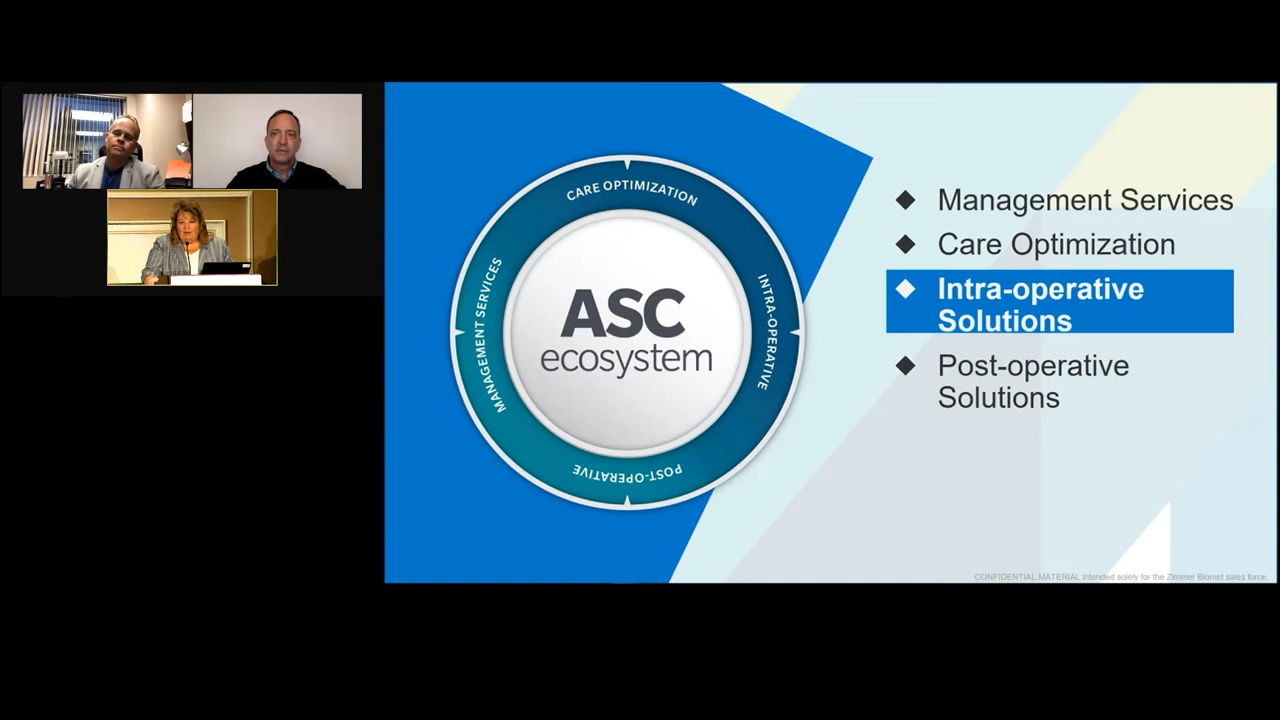 CARE OPTIMIZATION
MANAGEMENT SERVICES
INTRA-OPERATIVE
POST-OPERATIVE
ASC
ecosystem
Management Services
Care Optimization
Intra-operative
Solutions
Post-operative
Solutions
CONFIDENTIAL MATERIAL Intended solely for the Zimmer Biomet sales force.